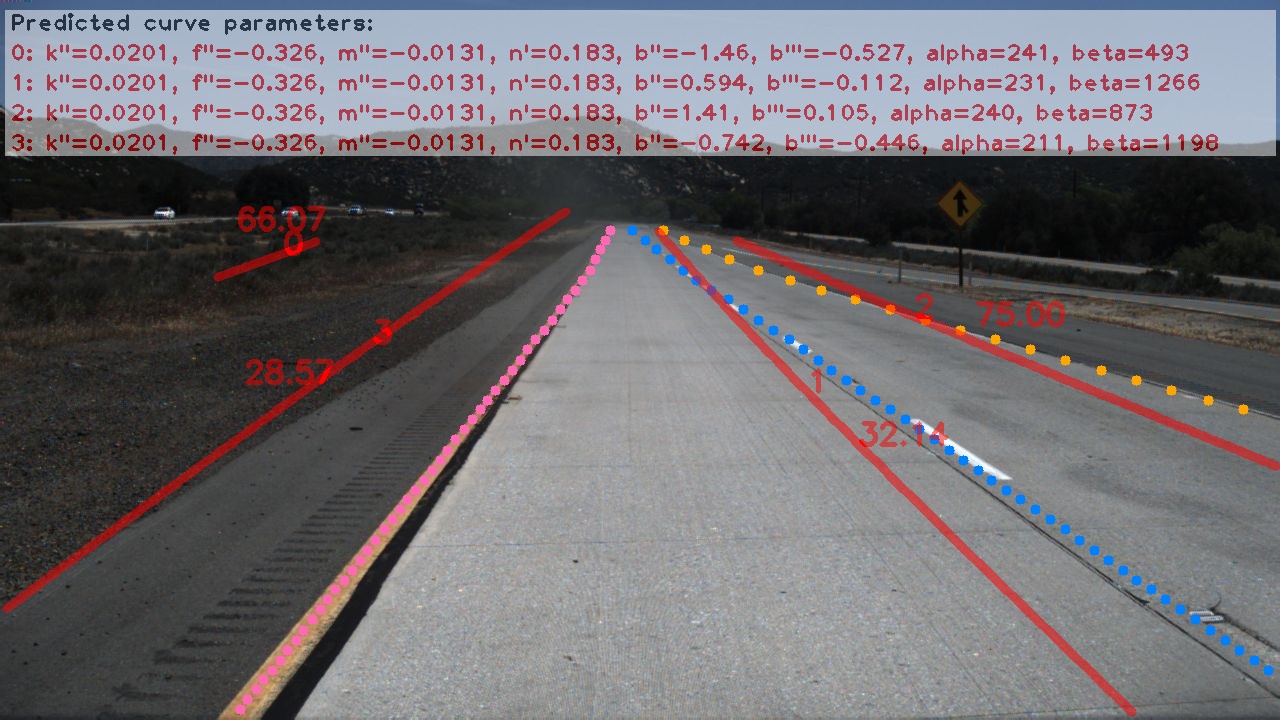 Predicted curve parameters:
0: k''=0.0201, f''=-0.326, m''=-0.0131, n'=0.183, b''=-1.46, b'''=-0.527, alpha=241, beta=493
1: k''=0.0201, f''=-0.326, m''=-0.0131, n'=0.183, b''=0.594, b'''=-0.112, alpha=231, beta=1266
2: k''=0.0201, f''=-0.326, m''=-0.0131, n'=0.183, b''=1.41, b'''=0.105, alpha=240, beta=873
3: k''=0.0201, f''=-0.326, m''=-0.0131, n'=0.183, b''=-0.742, b'''=-0.446, alpha=211, beta=1198
66.07
0
2
75.00
3
28.57
1
32.14